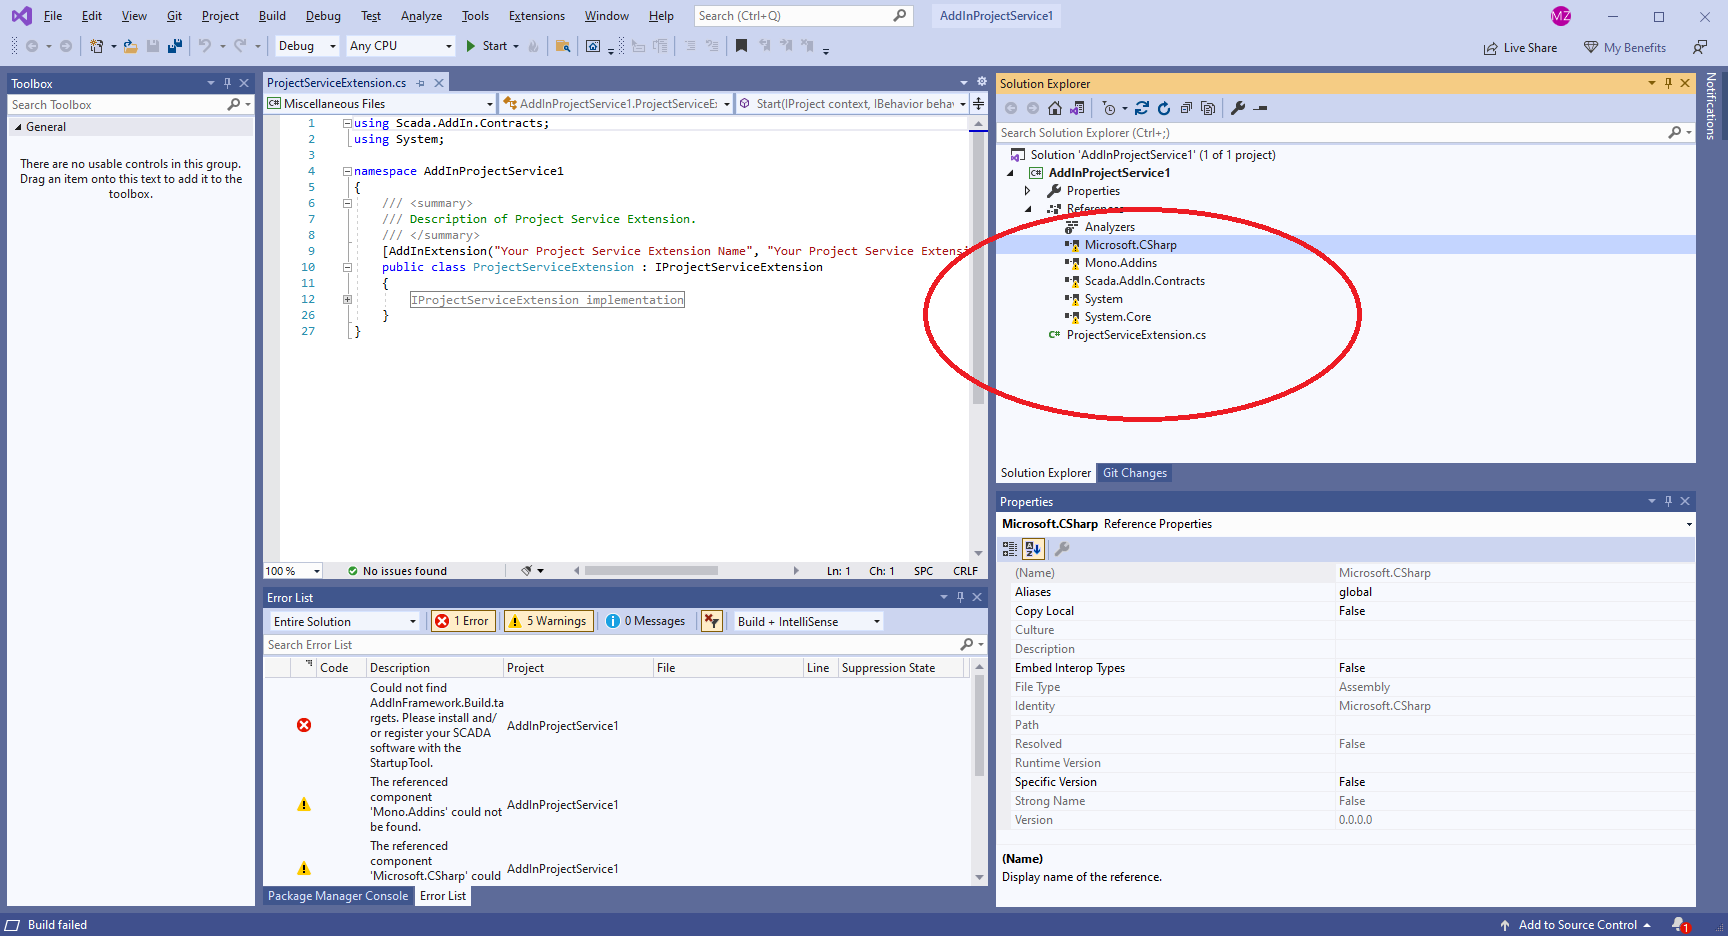 File Edit View Git Project Build Debug Test Analyze Tools Extensions Window Help Search (Ctrl+Q) AddInProjectService1 MZ
Debug Any CPU Start Live Share My Benefits
Toolbox
Search Toolbox
General
There are no usable controls in this group.
Drag an item onto this text to add it to the
toolbox.
ProjectServiceExtension.cs
C# Miscellaneous Files AddInProjectService1.ProjectServiceE Start(IProject context, IBehavior behav
1 using Scada.AddIn.Contracts;
2 using System;
3
4 namespace AddInProjectService1
5 {
6 /// <summary>
7 /// Description of Project Service Extension.
8 /// </summary>
9 [AddInExtension("Your Project Service Extension Name", "Your Project Service Extensi
10 public class ProjectServiceExtension : IProjectServiceExtension
11 {
12 IProjectServiceExtension implementation
26 }
27 }
100 % No issues found Ln: 1 Ch: 1 SPC CRLF
Error List
Entire Solution 1 Error 5 Warnings 0 Messages Build + IntelliSense
Search Error List
Code Description Project File Line Suppression State
Could not find
AddInFramework.Build.ta
rgets. Please install and/
or register your SCADA
software with the
StartupTool.
AddInProjectService1
The referenced
component
'Mono.Addins' could not
be found.
AddInProjectService1
The referenced
component
'Microsoft.CSharp' could
AddInProjectService1
Package Manager Console Error List
Solution Explorer
Search Solution Explorer (Ctrl+;)
Solution 'AddInProjectService1' (1 of 1 project)
C# AddInProjectService1
Properties
References
Analyzers
Microsoft.CSharp
Mono.Addins
Scada.AddIn.Contracts
System
System.Core
C# ProjectServiceExtension.cs
Solution Explorer Git Changes
Properties
Microsoft.CSharp Reference Properties
(Name) Microsoft.CSharp
Aliases global
Copy Local False
Culture
Description
Embed Interop Types False
File Type Assembly
Identity Microsoft.CSharp
Path
Resolved False
Runtime Version
Specific Version False
Strong Name False
Version 0.0.0.0
(Name)
Display name of the reference.
Notifications
Build failed Add to Source Control 1